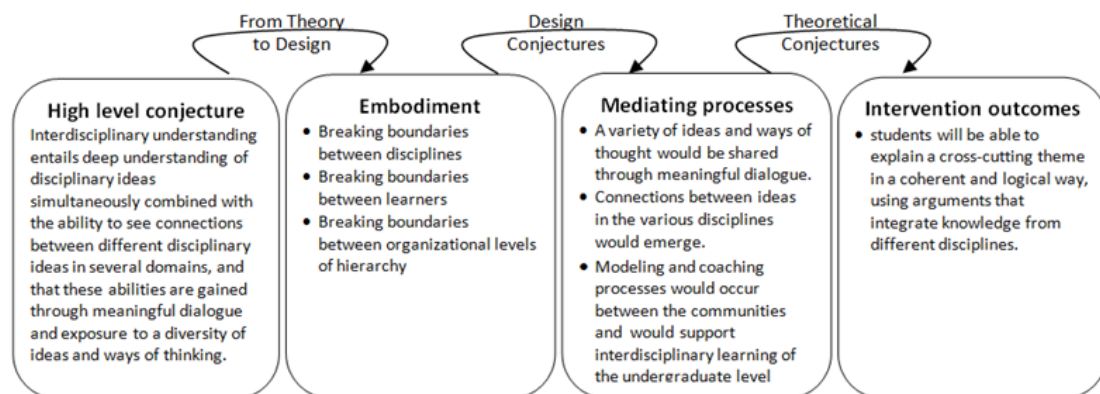 From Theory
to Design
Design
Conjectures
Theoretical
Conjectures
High level conjecture
Interdisciplinary understanding
entails deep understanding of
disciplinary ideas
simultaneously combined with
the ability to see connections
between different disciplinary
ideas in several domains, and
that these abilities are gained
through meaningful dialogue
and exposure to a diversity of
ideas and ways of thinking.
Embodiment
• Breaking boundaries
between disciplines
• Breaking boundaries
between learners
• Breaking boundaries
between organizational levels
of hierarchy
Mediating processes
• A variety of ideas and ways of
thought would be shared
through meaningful dialogue.
• Connections between ideas
in the various disciplines
would emerge.
• Modeling and coaching
processes would occur
between the communities
and would support
interdisciplinary learning of
the undergraduate level
Intervention outcomes
• students will be able to
explain a cross-cutting theme
in a coherent and logical way,
using arguments that
integrate knowledge from
different disciplines.